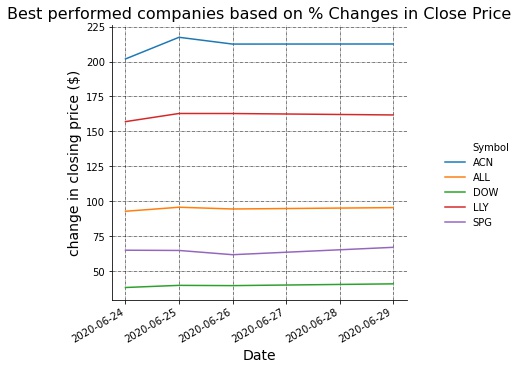 Best performed companies based on % Changes in Close Price
change in closing price ($)
225
200
175
150
125
100
75
50
2020-06-24
2020-06-25
2020-06-26
2020-06-27
2020-06-28
2020-06-29
Date
Symbol
ACN
ALL
DOW
LLY
SPG